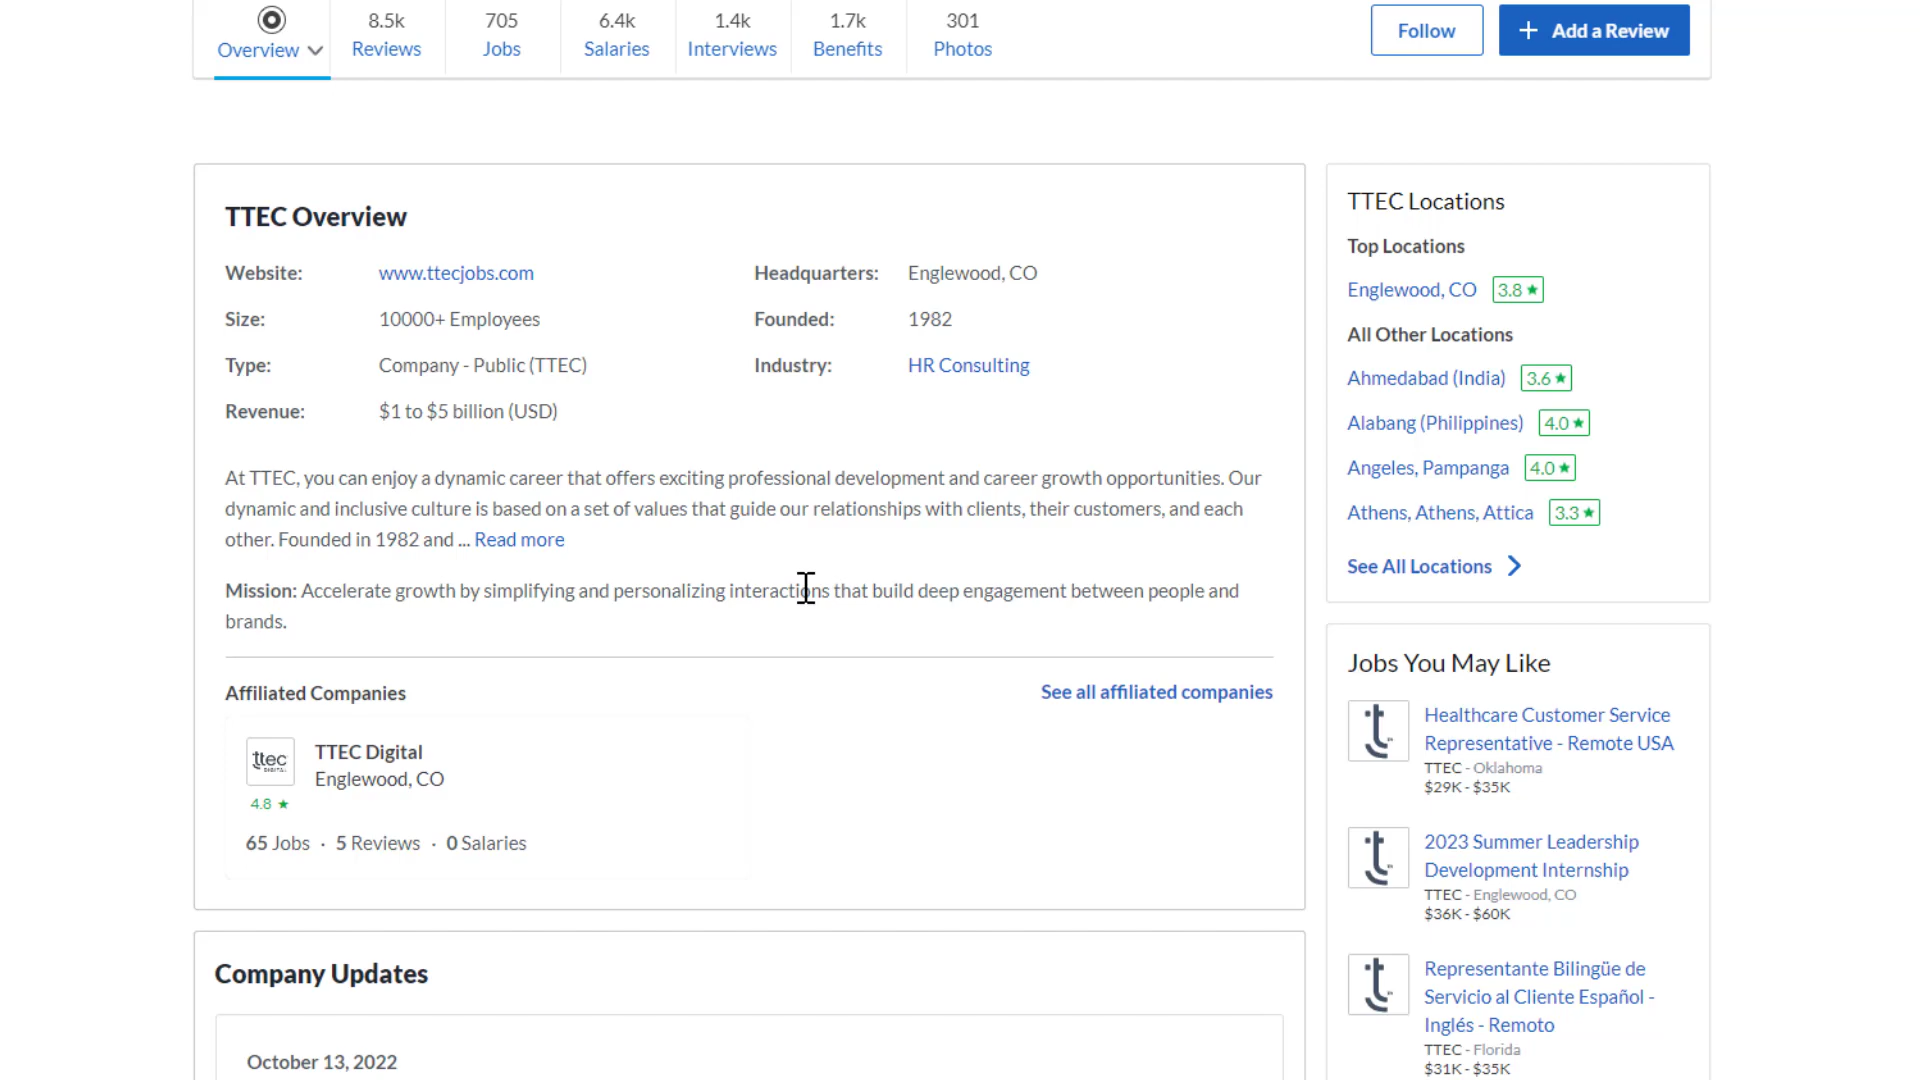 8.5k
705
6.4k
1.4k
1.7k
301
Overview
Reviews
Jobs
Salaries
Interviews
Benefits
Photos
Follow
+ Add a Review
TTEC Overview
Website: www.ttecjobs.com
Headquarters: Englewood, CO
Size: 10000+ Employees
Founded: 1982
Type: Company - Public (TTEC)
Industry: HR Consulting
Revenue: $1 to $5 billion (USD)
At TTEC, you can enjoy a dynamic career that offers exciting professional development and career growth opportunities. Our
dynamic and inclusive culture is based on a set of values that guide our relationships with clients, their customers, and each
other. Founded in 1982 and ... Read more
Mission: Accelerate growth by simplifying and personalizing interactions that build deep engagement between people and
brands.
Affiliated Companies
See all affiliated companies
ttec
DIGITAL
TTEC Digital
Englewood, CO
4.8 ★
65 Jobs · 5 Reviews · 0 Salaries
Company Updates
October 13, 2022
TTEC Locations
Top Locations
Englewood, CO 3.8 ★
All Other Locations
Ahmedabad (India) 3.6 ★
Alabang (Philippines) 4.0 ★
Angeles, Pampanga 4.0 ★
Athens, Athens, Attica 3.3 ★
See All Locations
Jobs You May Like
Healthcare Customer Service
Representative - Remote USA
TTEC - Oklahoma
$29K - $35K
2023 Summer Leadership
Development Internship
TTEC - Englewood, CO
$36K - $60K
Representante Bilingüe de
Servicio al Cliente Español -
Inglés - Remoto
TTEC - Florida
$31K - $35K